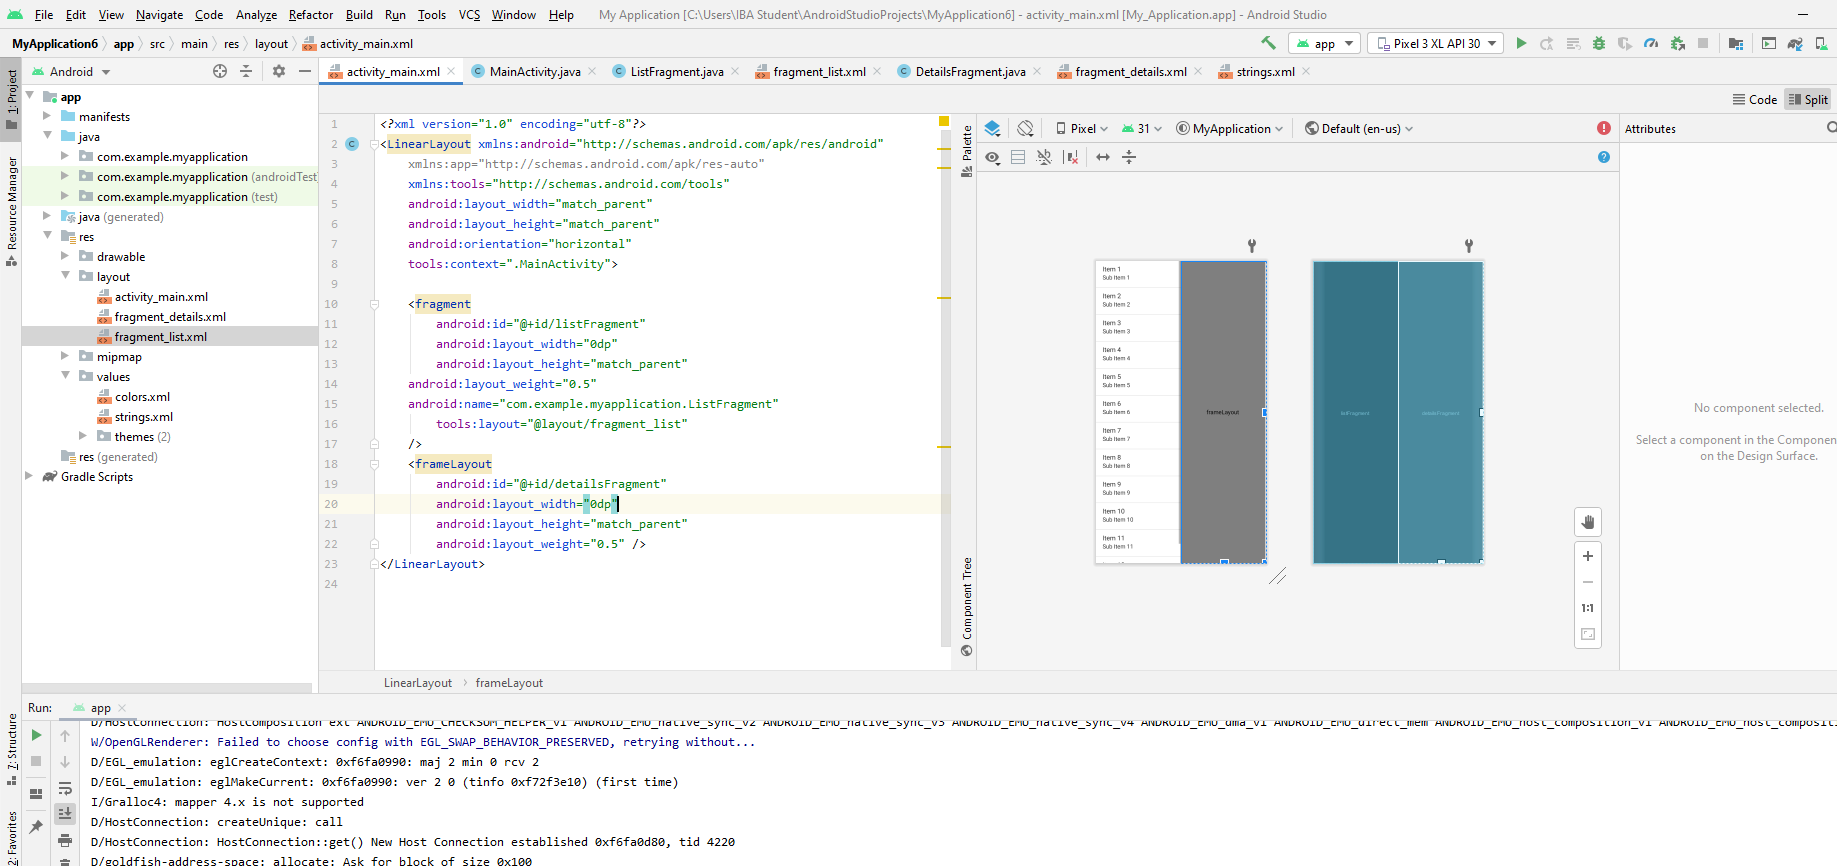 File Edit View Navigate Code Analyze Refactor Build Run Tools VCS Window Help My Application [C:\Users\IBA Student\AndroidStudioProjects\MyApplication6] - activity_main.xml [My_Application.app] - Android Studio
MyApplication6 app src main res layout activity_main.xml app Pixel 3 XL API 30
Android activity_main.xml MainActivity.java ListFragment.java fragment_list.xml DetailsFragment.java fragment_details.xml strings.xml
Code Split
1: Project
Resource Manager
7: Structure
2: Favorites
app
manifests
java
com.example.myapplication
com.example.myapplication (androidTest
com.example.myapplication (test)
java (generated)
res
drawable
layout
activity_main.xml
fragment_details.xml
fragment_list.xml
mipmap
values
colors.xml
strings.xml
themes (2)
res (generated)
Gradle Scripts
1 <?xml version="1.0" encoding="utf-8"?>
2 <LinearLayout xmlns:android="http://schemas.android.com/apk/res/android"
3 xmlns:app="http://schemas.android.com/apk/res-auto"
4 xmlns:tools="http://schemas.android.com/tools"
5 android:layout_width="match_parent"
6 android:layout_height="match_parent"
7 android:orientation="horizontal"
8 tools:context=".MainActivity">
9
10 <fragment
11 android:id="@+id/listFragment"
12 android:layout_width="0dp"
13 android:layout_height="match_parent"
14 android:layout_weight="0.5"
15 android:name="com.example.myapplication.ListFragment"
16 tools:layout="@layout/fragment_list"
17 />
18 <frameLayout
19 android:id="@+id/detailsFragment"
20 android:layout_width="0dp"
21 android:layout_height="match_parent"
22 android:layout_weight="0.5" />
23 </LinearLayout>
24
LinearLayout frameLayout
Palette
Component Tree
Pixel 31 MyApplication Default (en-us)
Attributes
Item 1
Sub Item 1
Item 2
Sub Item 2
Item 3
Sub Item 3
Item 4
Sub Item 4
Item 5
Sub Item 5
Item 6
Sub Item 6
Item 7
Sub Item 7
Item 8
Sub Item 8
Item 9
Sub Item 9
Item 10
Sub Item 10
Item 11
Sub Item 11
frameLayout
listFragment
detailsFragment
1:1
No component selected.
Select a component in the Componen
on the Design Surface.
Run: app
D/HostConnection: HostComposition ext ANDROID_EMU_CHECKSUM_HELPER_v1 ANDROID_EMU_native_sync_v2 ANDROID_EMU_native_sync_v3 ANDROID_EMU_native_sync_v4 ANDROID_EMU_dma_v1 ANDROID_EMU_direct_mem ANDROID_EMU_host_composition_v1 ANDROID_EMU_host_compositi
W/OpenGLRenderer: Failed to choose config with EGL_SWAP_BEHAVIOR_PRESERVED, retrying without...
D/EGL_emulation: eglCreateContext: 0xf6fa0990: maj 2 min 0 rcv 2
D/EGL_emulation: eglMakeCurrent: 0xf6fa0990: ver 2 0 (tinfo 0xf72f3e10) (first time)
I/Gralloc4: mapper 4.x is not supported
D/HostConnection: createUnique: call
D/HostConnection: HostConnection::get() New Host Connection established 0xf6fa0d80, tid 4220
D/goldfish-address-space: allocate: Ask for block of size 0x100